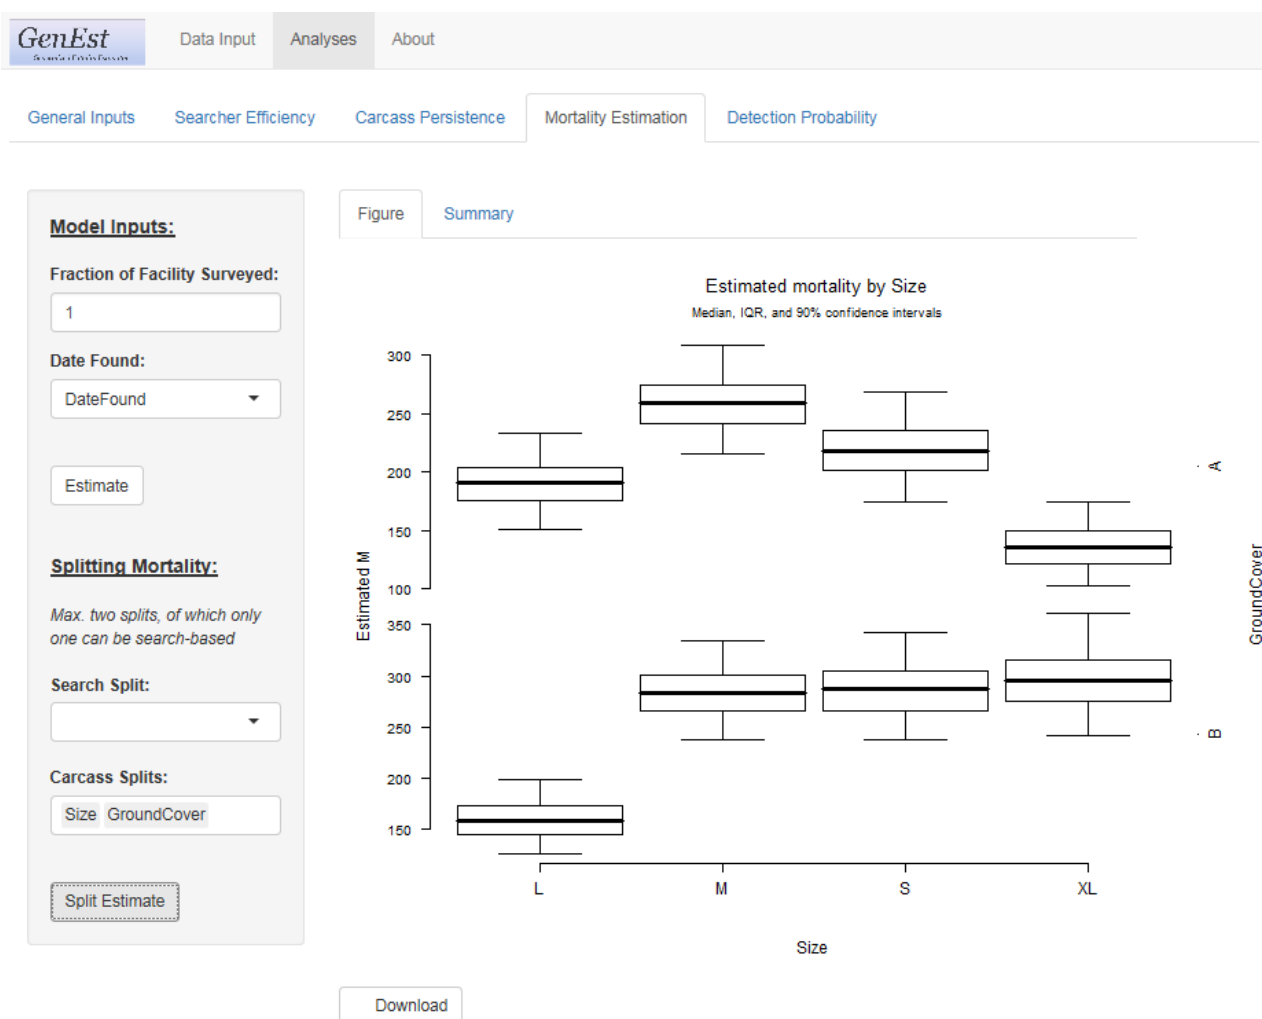 GenEst
Data Input
Analyses
About
General Inputs
Searcher Efficiency
Carcass Persistence
Mortality Estimation
Detection Probability
Model Inputs:
Fraction of Facility Surveyed:
1
Date Found:
DateFound
Estimate
Splitting Mortality:
Max. two splits, of which only
one can be search-based
Search Split:
Carcass Splits:
Size GroundCover
Split Estimate
Figure
Summary
Estimated mortality by Size
Median, IQR, and 90% confidence intervals
Estimated M
300
250
200
150
100
350
300
250
200
150
A
B
GroundCover
L
M
S
XL
Size
Download